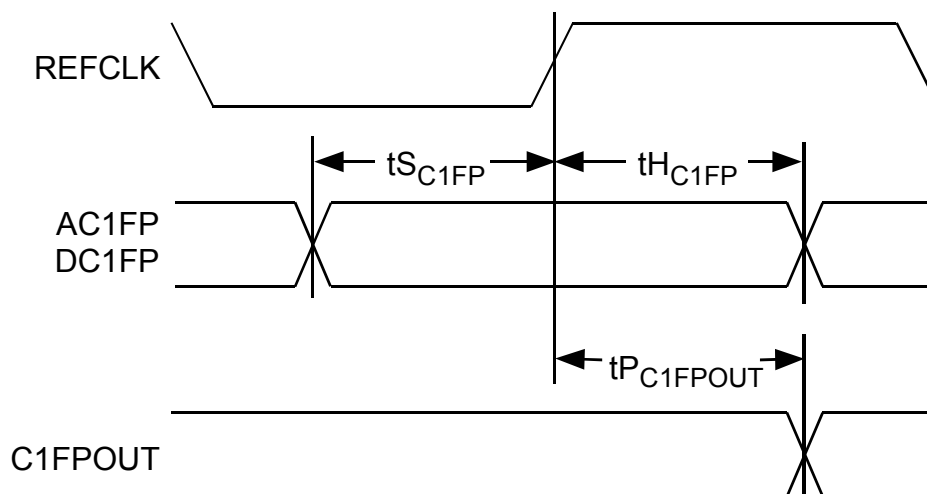 REFCLK
tSC1FP
tHC1FP
AC1FP
DC1FP
tPC1FPOUT
C1FPOUT